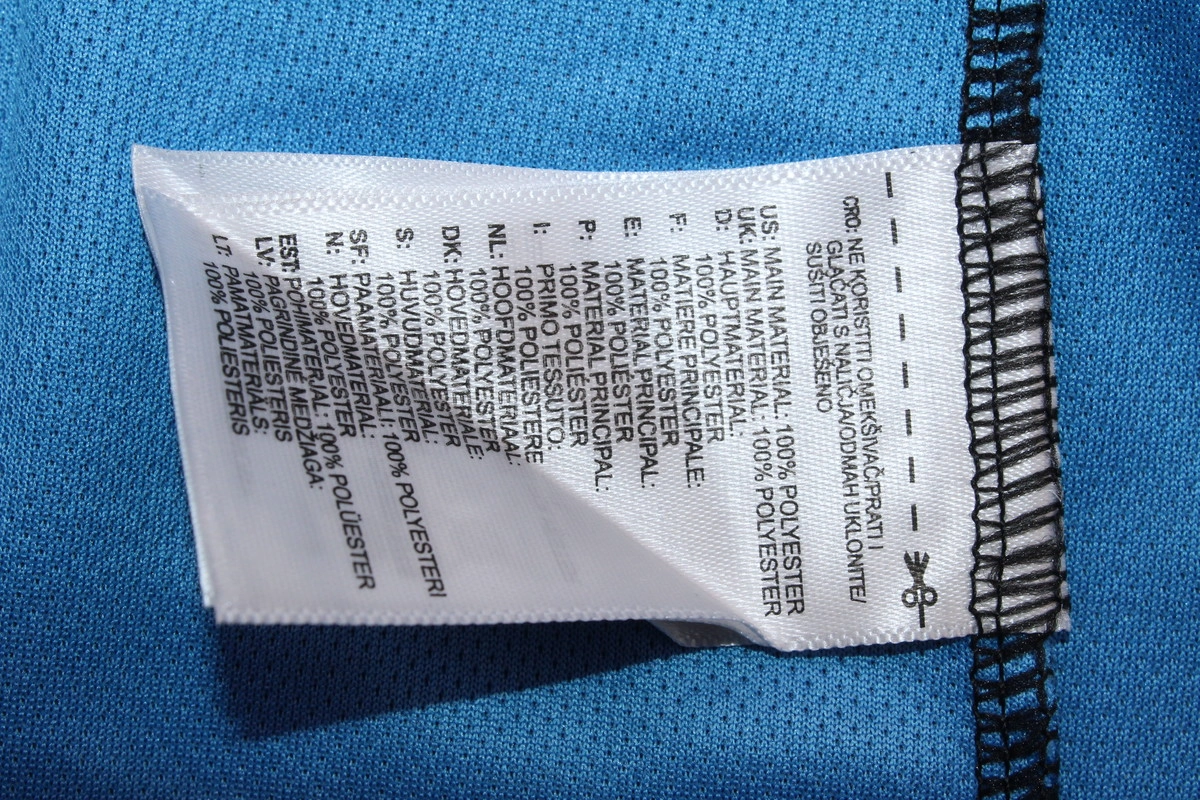 CRO: NE KORISTITI OMEKŠIVAČ/PRATI I
GLAČATI S NALIČJA/ODMAH UKLONITE/
SUŠITI OBJEŠENO
US: MAIN MATERIAL: 100% POLYESTER
UK: MAIN MATERIAL: 100% POLYESTER
D: HAUPTMATERIAL:
100% POLYESTER
F: MATIERE PRINCIPALE:
100% POLYESTER
E: MATERIAL PRINCIPAL:
100% POLIÉSTER
P: MATERIAL PRINCIPAL:
100% POLIÉSTER
I: PRIMO TESSUTO:
100% POLIESTERE
NL: HOOFDMATERIAAL:
100% POLYESTER
DK: HOVEDMATERIALE:
100% POLYESTER
S: HUVUDMATERIAL:
100% POLYESTER
SF: PÄÄMATERIAALI: 100% POLYESTERI
N: HOVEDMATERIAL:
100% POLYESTER
EST: PÕHIMATERJAL: 100% POLÜESTER
LV: PAGRINDINĖ MEDŽIAGA:
100% POLIESTERIS
LT: PAMATMATERIĀLS:
100% POLIESTERIS